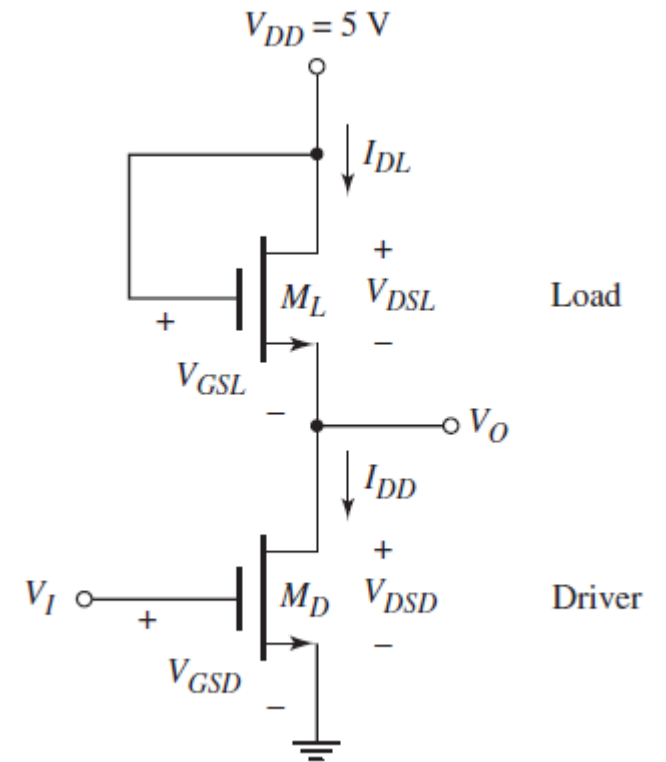 V_DD = 5 V
I_DL
+
M_L
V_DSL
Load
+
−
V_GSL
−
V_O
I_DD
+
V_I
M_D
V_DSD
Driver
+
−
V_GSD
−